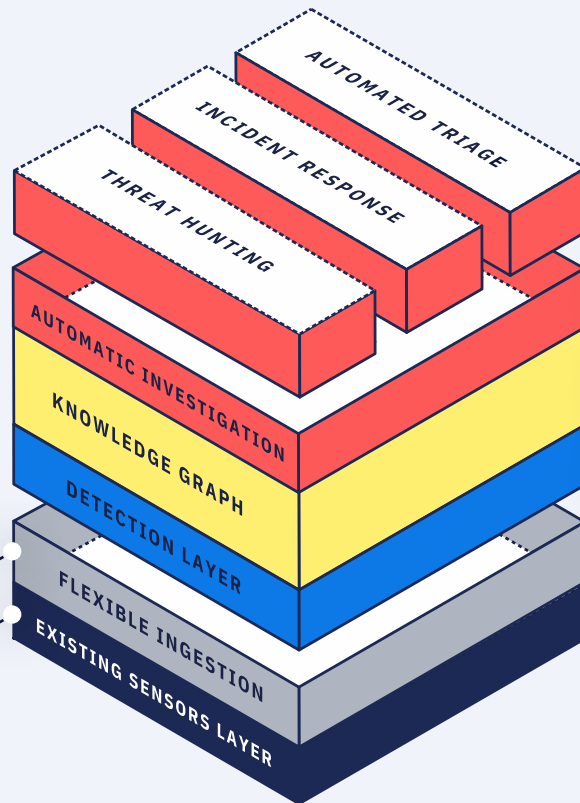 AUTOMATED TRIAGE
INCIDENT RESPONSE
THREAT HUNTING
AUTOMATIC INVESTIGATION
KNOWLEDGE GRAPH
DETECTION LAYER
FLEXIBLE INGESTION
EXISTING SENSORS LAYER